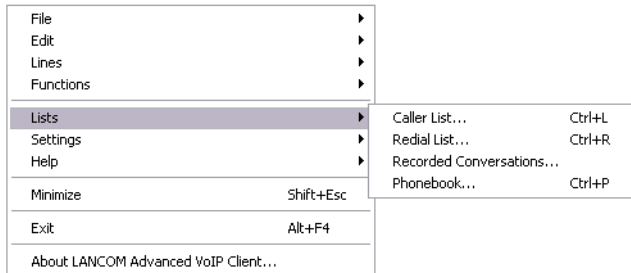 File
Edit
Lines
Functions
Lists
Settings
Help
Minimize Shift+Esc
Exit Alt+F4
About LANCOM Advanced VoIP Client...
Caller List... Ctrl+L
Redial List... Ctrl+R
Recorded Conversations...
Phonebook... Ctrl+P